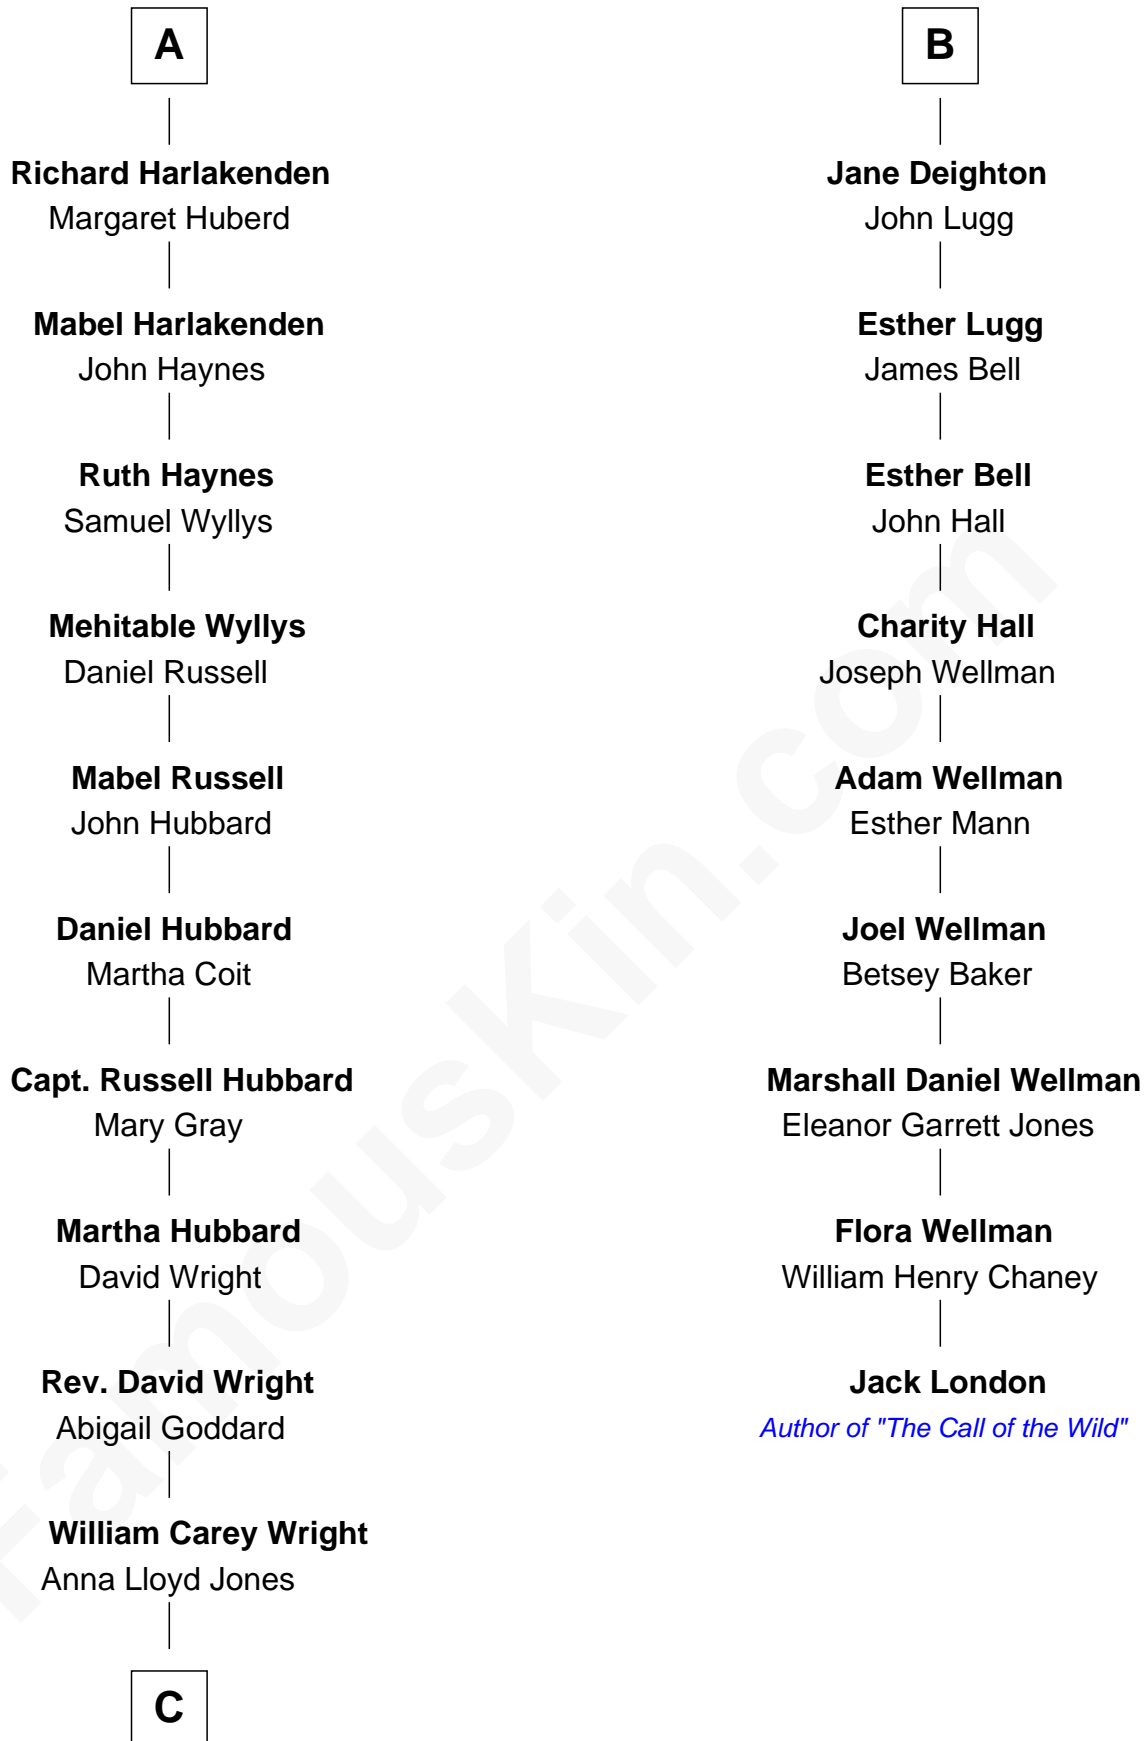 A
Richard Harlakenden
Margaret Huberd
Mabel Harlakenden
John Haynes
Ruth Haynes
Samuel Wyllys
Mehitable Wyllys
Daniel Russell
Mabel Russell
John Hubbard
Daniel Hubbard
Martha Coit
Capt. Russell Hubbard
Mary Gray
Martha Hubbard
David Wright
Rev. David Wright
Abigail Goddard
William Carey Wright
Anna Lloyd Jones
C
B
Jane Deighton
John Lugg
Esther Lugg
James Bell
Esther Bell
John Hall
Charity Hall
Joseph Wellman
Adam Wellman
Esther Mann
Joel Wellman
Betsey Baker
Marshall Daniel Wellman
Eleanor Garrett Jones
Flora Wellman
William Henry Chaney
Jack London
Author of "The Call of the Wild"
FamousKin.com